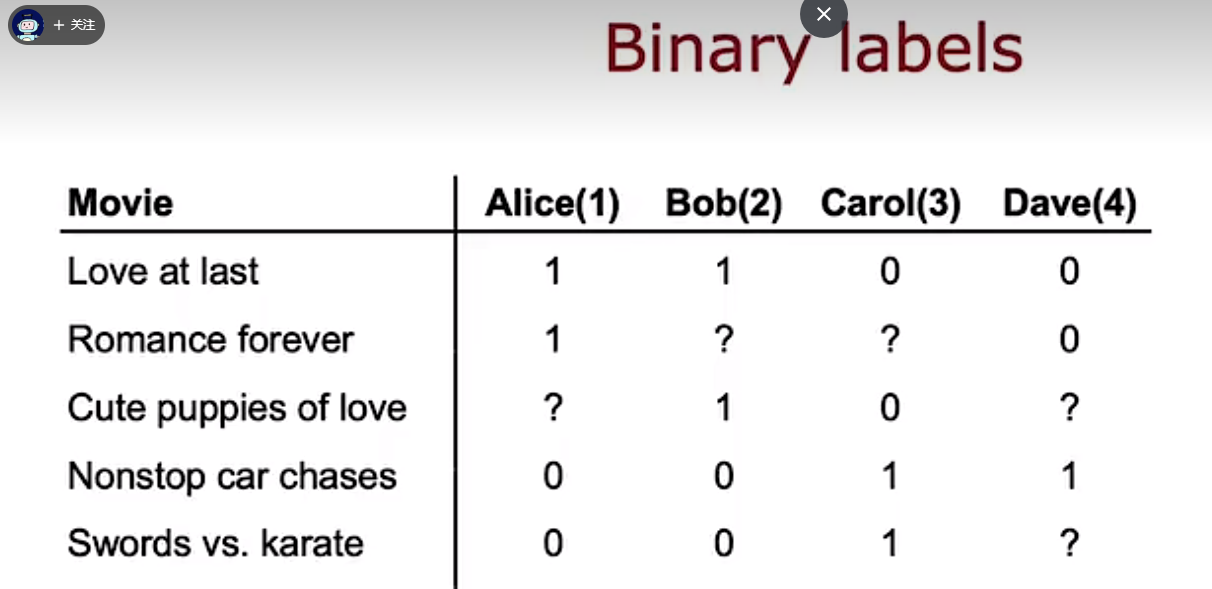 + 关注
Binary labels
Movie Alice(1) Bob(2) Carol(3) Dave(4)
Love at last 1 1 0 0
Romance forever 1 ? ? 0
Cute puppies of love ? 1 0 ?
Nonstop car chases 0 0 1 1
Swords vs. karate 0 0 1 ?